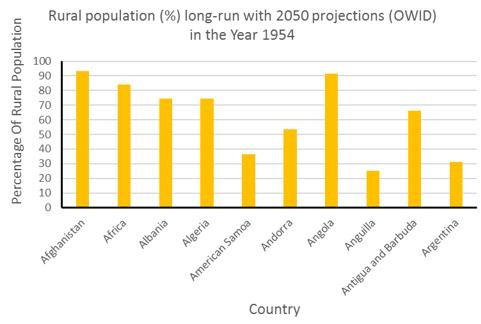 Rural population (%) long-run with 2050 projections (OWID)
in the Year 1954
Percentage Of Rural Population
100
90
80
70
60
50
40
30
20
10
0
Afghanistan
Africa
Albania
Algeria
American Samoa
Andorra
Angola
Anguilla
Antigua and Barbuda
Argentina
Country